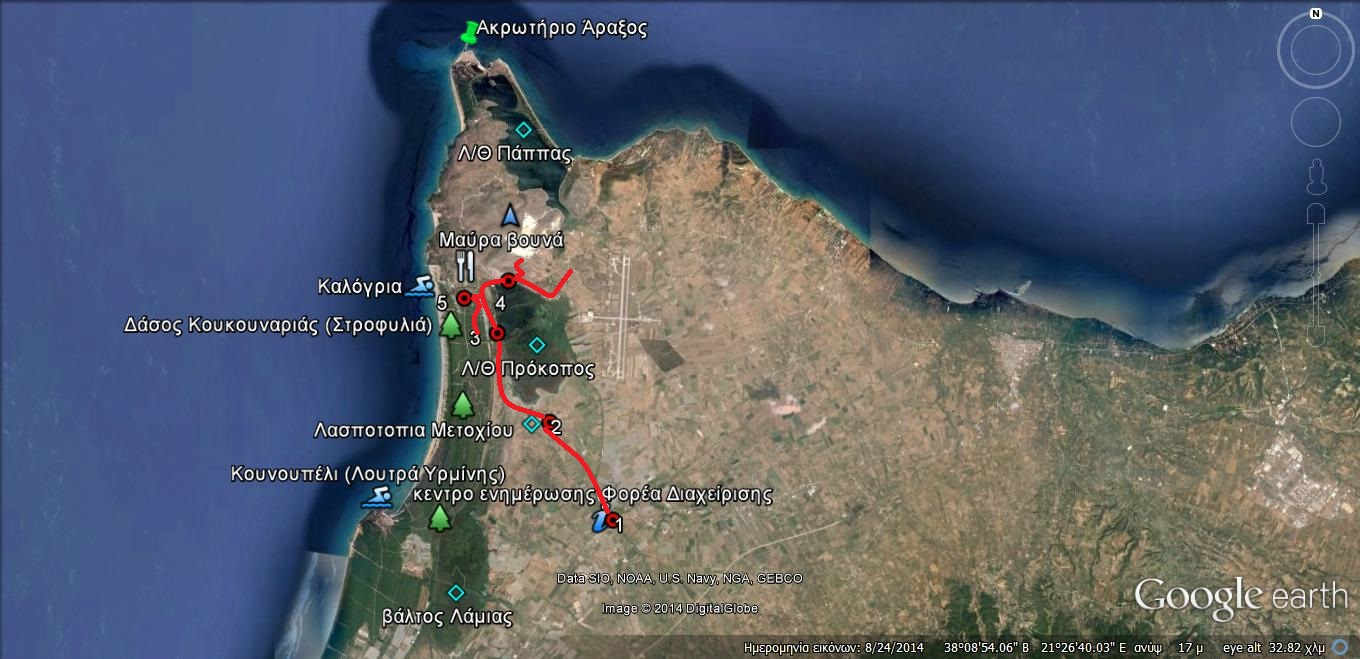 N
Ακρωτήριο Άραξος
Λ/Θ Πάππας
Μαύρα βουνά
Καλόγρια
5
4
Δάσος Κουκουναριάς (Στροφυλιά)
3
Λ/Θ Πρόκοπος
Λασποτοπια Μετοχίου
2
Κουνουπέλι (Λουτρά Υρμίνης)
κεντρο ενημέρωσης Φορέα Διαχείρισης
1
Data SIO, NOAA, U.S. Navy, NGA, GEBCO
Image © 2014 DigitalGlobe
βάλτος Λάμιας
Google earth
Ημερομηνία εικόνων: 8/24/2014 38°08'54.06" Β 21°26'40.03" Ε ανύψ 17 μ eye alt 32.82 χλμ